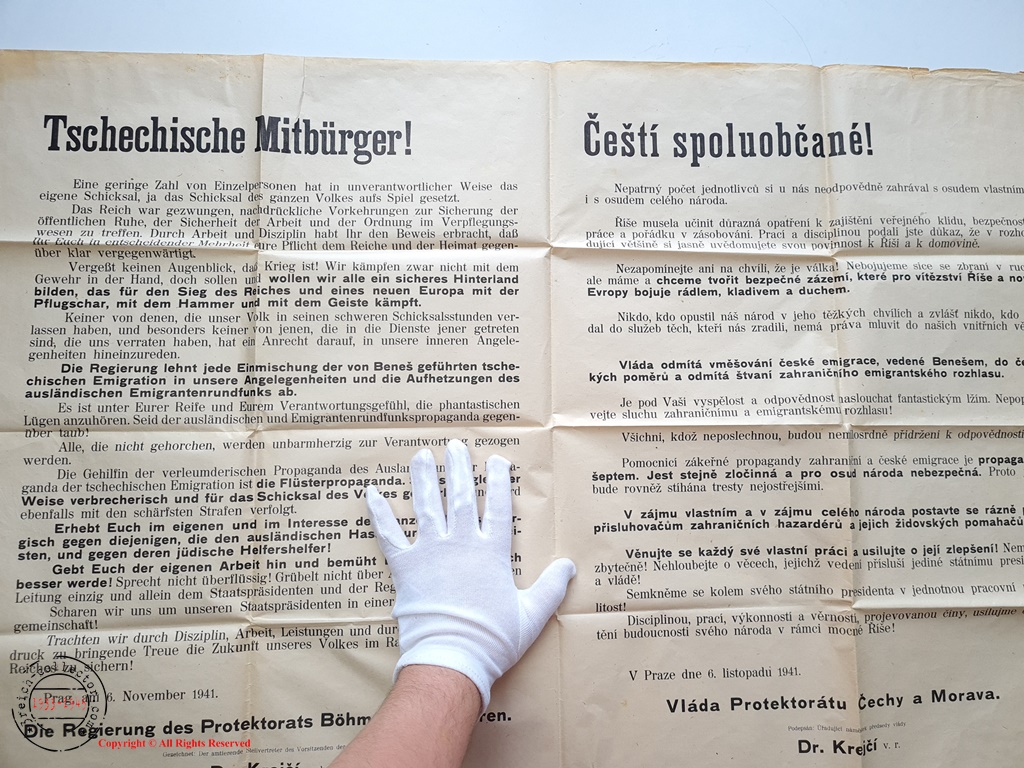 Tschechische Mitbürger!
Eine geringe Zahl von Einzelpersonen hat in unverantwortlicher Weise das
eigene Schicksal, ja das Schicksal des ganzen Volkes aufs Spiel gesetzt.
Das Reich war gezwungen, nachdrückliche Vorkehrungen zur Sicherung der
öffentlichen Ruhe, der Sicherheit der Arbeit und der Ordnung im Verpflegungs-
wesen zu treffen. Durch Arbeit und Disziplin habt Ihr den Beweis erbracht, daß
Ihr Euch in entscheidender Mehrheit Eure Pflicht dem Reiche und der Heimat gegen-
über klar vergegenwärtigt.
Vergeßt keinen Augenblick, daß Krieg ist! Wir kämpfen zwar nicht mit dem
Gewehr in der Hand, doch sollen und wollen wir alle ein sicheres Hinterland
bilden, das für den Sieg des Reiches und eines neuen Europa mit der
Pflugschar, mit dem Hammer und mit dem Geiste kämpft.
Keiner von denen, die unser Volk in seinen schweren Schicksalsstunden ver-
lassen haben, und besonders keiner von jenen, die in die Dienste jener getreten
sind, die uns verraten haben, hat ein Anrecht darauf, in unsere inneren Angele-
genheiten hineinzureden.
Die Regierung lehnt jede Einmischung der von Beneš geführten tsche-
chischen Emigration in unsere Angelegenheiten und die Aufhetzungen des
ausländischen Emigrantenrundfunks ab.
Es ist unter Eurer Reife und Eurem Verantwortungsgefühl, die phantastischen
Lügen anzuhören. Seid der ausländischen und Emigrantenrundfunkspropaganda gegen-
über taub!
Alle, die nicht gehorchen, werden unbarmherzig zur Verantwortung gezogen
werden.
Die Gehilfin der verleumderischen Propaganda des Auslan
ganda der tschechischen Emigration ist die Flüsterpropaganda.
Weise verbrecherisch und für das Schicksal des Volkes
ebenfalls mit den schärfsten Strafen verfolgt.
Erhebt Euch im eigenen und im Interesse des
gisch gegen diejenigen, die den ausländischen
sten, und gegen deren jüdische Helfershelfer!
Gebt Euch der eigenen Arbeit hin und bemüht
besser werde! Sprecht nicht überflüssig! Grübelt nicht über
Leitung einzig und allein dem Staatspräsidenten und der
Scharen wir uns um unseren Staatspräsidenten in einer
gemeinschaft!
Trachten wir durch Disziplin, Arbeit, Leistungen und
druck zu bringende Treue die Zukunft unseres Volkes im
Reiches zu sichern!
Prag, am 6. November 1941.
Die Regierung des Protektorats Böhm ren.
Čeští spoluobčané!
Nepatrný počet jednotlivců si u nás neodpovědně zahrával s osudem vlastním
i s osudem celého národa.
Říše musela učinit důrazná opatření k zajištění veřejného klidu, bezpečnosti
práce a pořádku v zásobování. Prací a disciplinou podali jste důkaz, že v rozho
dující většině si jasně uvědomujete svou povinnost k Říši a k domovině.
Nezapomínejte ani na chvíli, že je válka! Nebojujeme sice se zbraní v ruc
ale máme a chceme tvořit bezpečné zázemí, které pro vítězství Říše a no
Evropy bojuje rádlem, kladivem a duchem.
Nikdo, kdo opustil náš národ v jeho těžkých chvílích a zvlášť nikdo, kdo
dal do služeb těch, kteří nás zradili, nemá práva mluvit do našich vnitřních vě
Vláda odmítá vměšování české emigrace, vedené Benešem, do če
kých poměrů a odmítá štvaní zahraničního emigrantského rozhlasu.
Je pod Vaši vyspělost a odpovědnost naslouchat fantastickým lžím. Nepop
vejte sluchu zahraničnímu a emigrantskému rozhlasu!
Všichni, kdož neposlechnou, budou nemilosrdně přidrženi k odpovědnosti
Pomocnicí zákeřné propagandy zahraniční a české emigrace je propaga
šeptem. Jest stejně zločinná a pro osud národa nebezpečná. Proto
bude rovněž stíhána tresty nejostřejšími.
V zájmu vlastním a v zájmu celého národa postavte se rázně p
přisluhovačům zahraničních hazardérů a jejich židovských pomahačů
Věnujte se každý své vlastní práci a usilujte o její zlepšení! Nem
zbytečně! Nehloubejte o věcech, jejichž vedení přísluší jedině státnímu presi
a vládě!
Semkněme se kolem svého státního presidenta v jednotnou pracovní
litost!
Disciplinou, prací, výkonností a věrností, projevovanou činy, usilujme
těni budoucnosti svého národa v rámci mocné Říše!
V Praze dne 6. listopadu 1941.
Vláda Protektorátu Čechy a Morava.
Dr. Krejčí v. r.
Dr. Krejčí
1933-1945
Copyright © All Rights Reserved